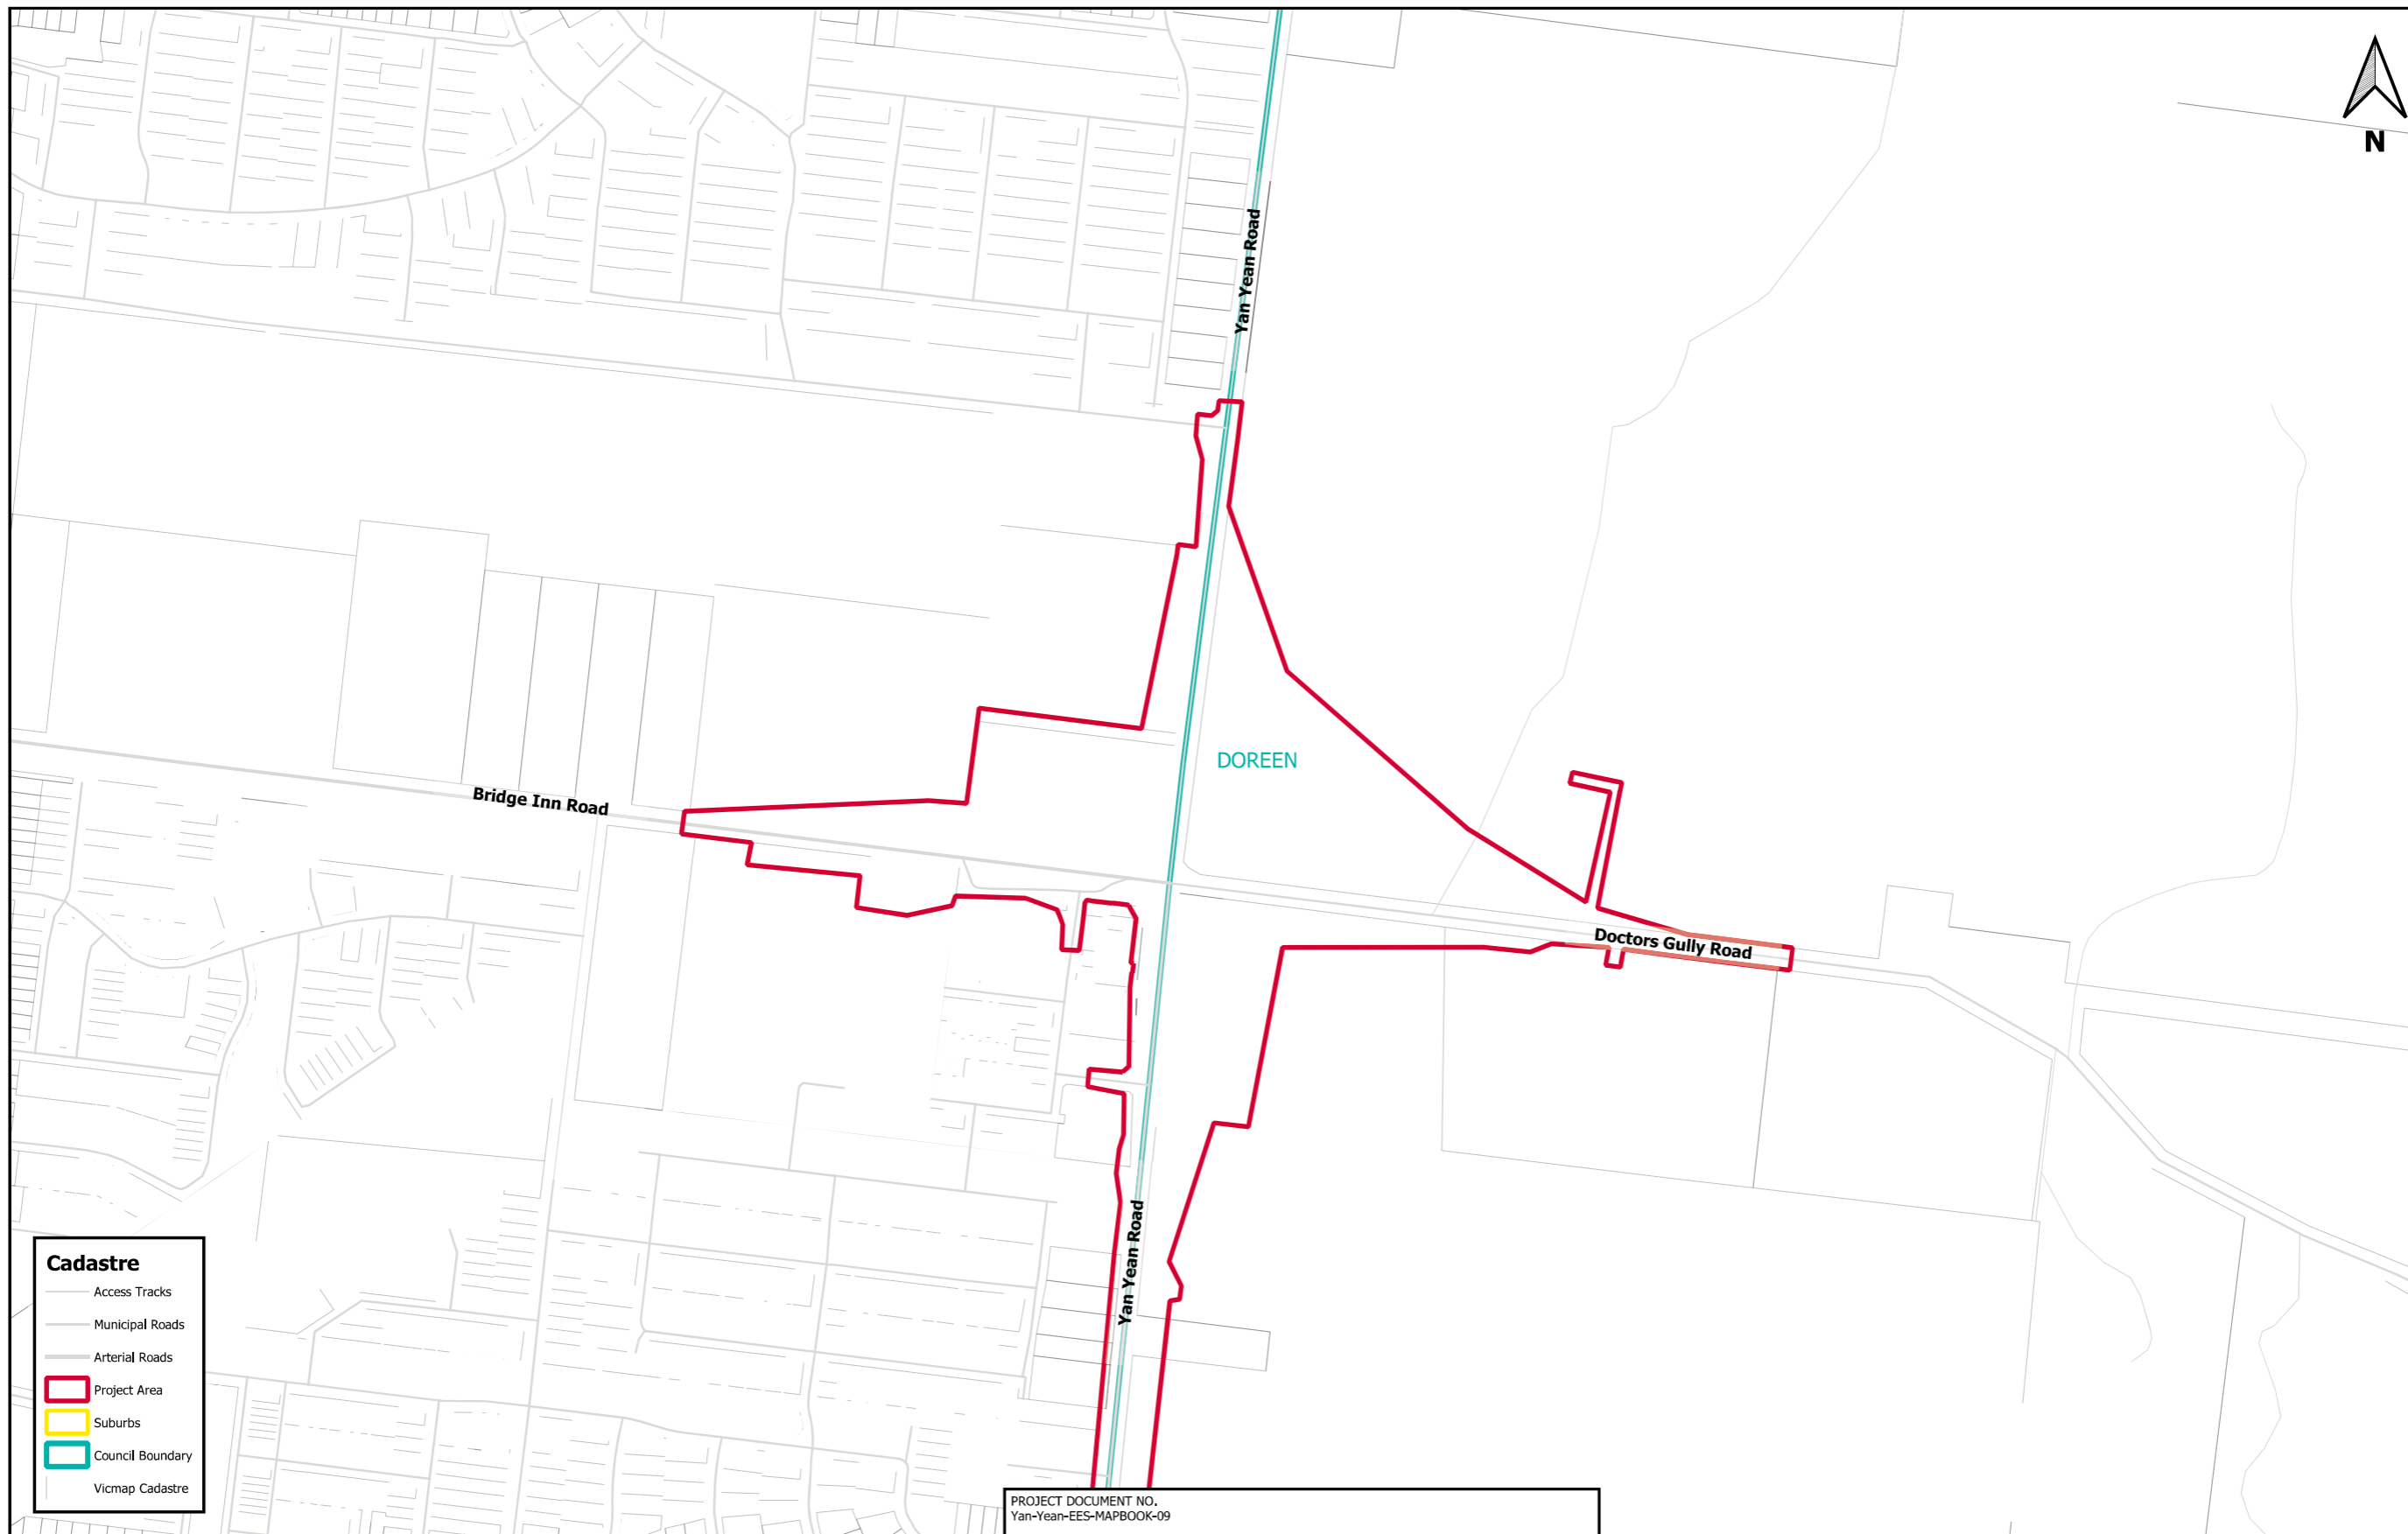 N
Yan Yean Road
DOREEN
Bridge Inn Road
Doctors Gully Road
Yan Yean Road
Cadastre
Access Tracks
Municipal Roads
Arterial Roads
Project Area
Suburbs
Council Boundary
Vicmap Cadastre
PROJECT DOCUMENT NO.
Yan-Yean-EES-MAPBOOK-09